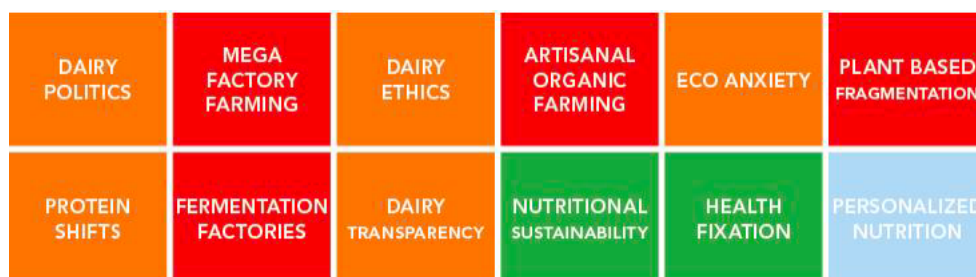 DAIRY
POLITICS
MEGA
FACTORY
FARMING
DAIRY
ETHICS
ARTISANAL
ORGANIC
FARMING
ECO ANXIETY
PLANT BASED
FRAGMENTATION
PROTEIN
SHIFTS
FERMENTATION
FACTORIES
DAIRY
TRANSPARENCY
NUTRITIONAL
SUSTAINABILITY
HEALTH
FIXATION
PERSONALIZED
NUTRITION